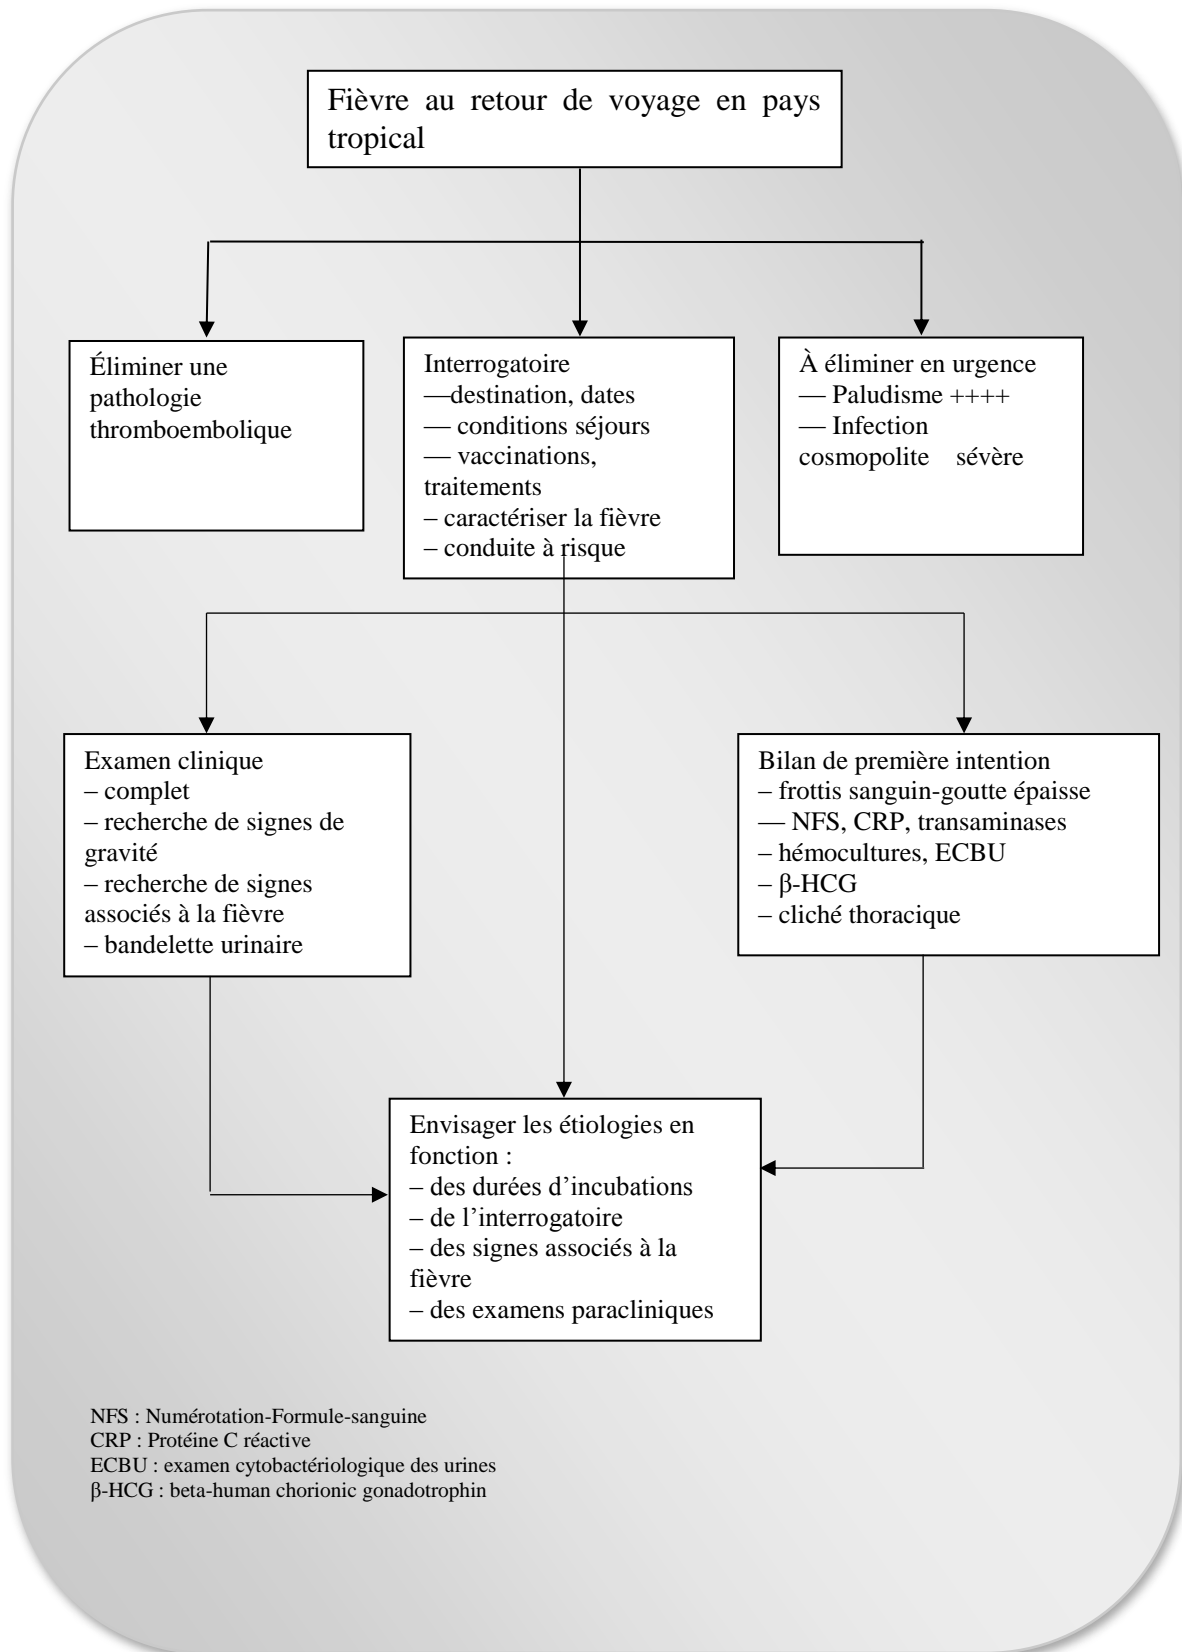 Fièvre au retour de voyage en pays
tropical
Éliminer une
pathologie
thromboembolique
Interrogatoire
—destination, dates
— conditions séjours
— vaccinations,
traitements
– caractériser la fièvre
– conduite à risque
À éliminer en urgence
— Paludisme ++++
— Infection
cosmopolite sévère
Examen clinique
– complet
– recherche de signes de
gravité
– recherche de signes
associés à la fièvre
– bandelette urinaire
Bilan de première intention
– frottis sanguin-goutte épaisse
— NFS, CRP, transaminases
– hémocultures, ECBU
– β-HCG
– cliché thoracique
Envisager les étiologies en
fonction :
– des durées d’incubations
– de l’interrogatoire
– des signes associés à la
fièvre
– des examens paracliniques
NFS : Numérotation-Formule-sanguine
CRP : Protéine C réactive
ECBU : examen cytobactériologique des urines
β-HCG : beta-human chorionic gonadotrophin